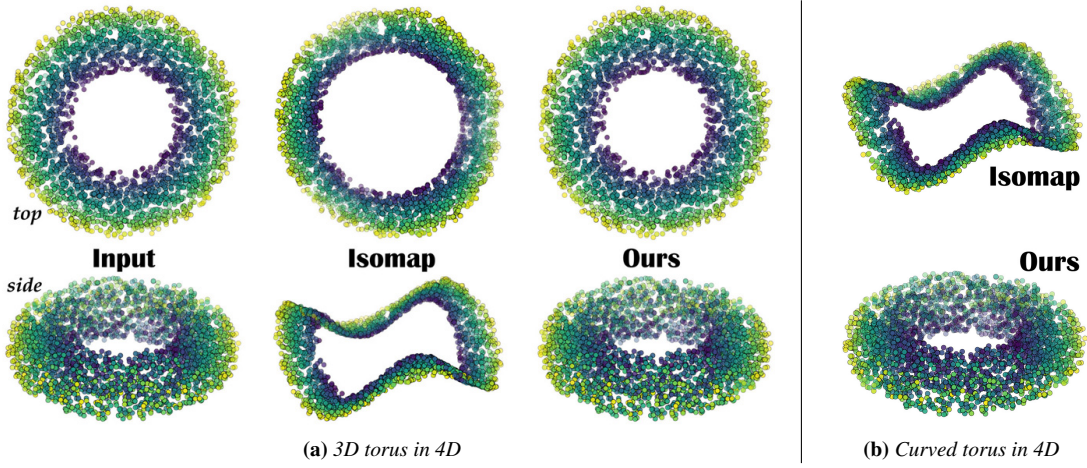 top
Input
Isomap
Ours
side
(a) 3D torus in 4D
Isomap
Ours
(b) Curved torus in 4D